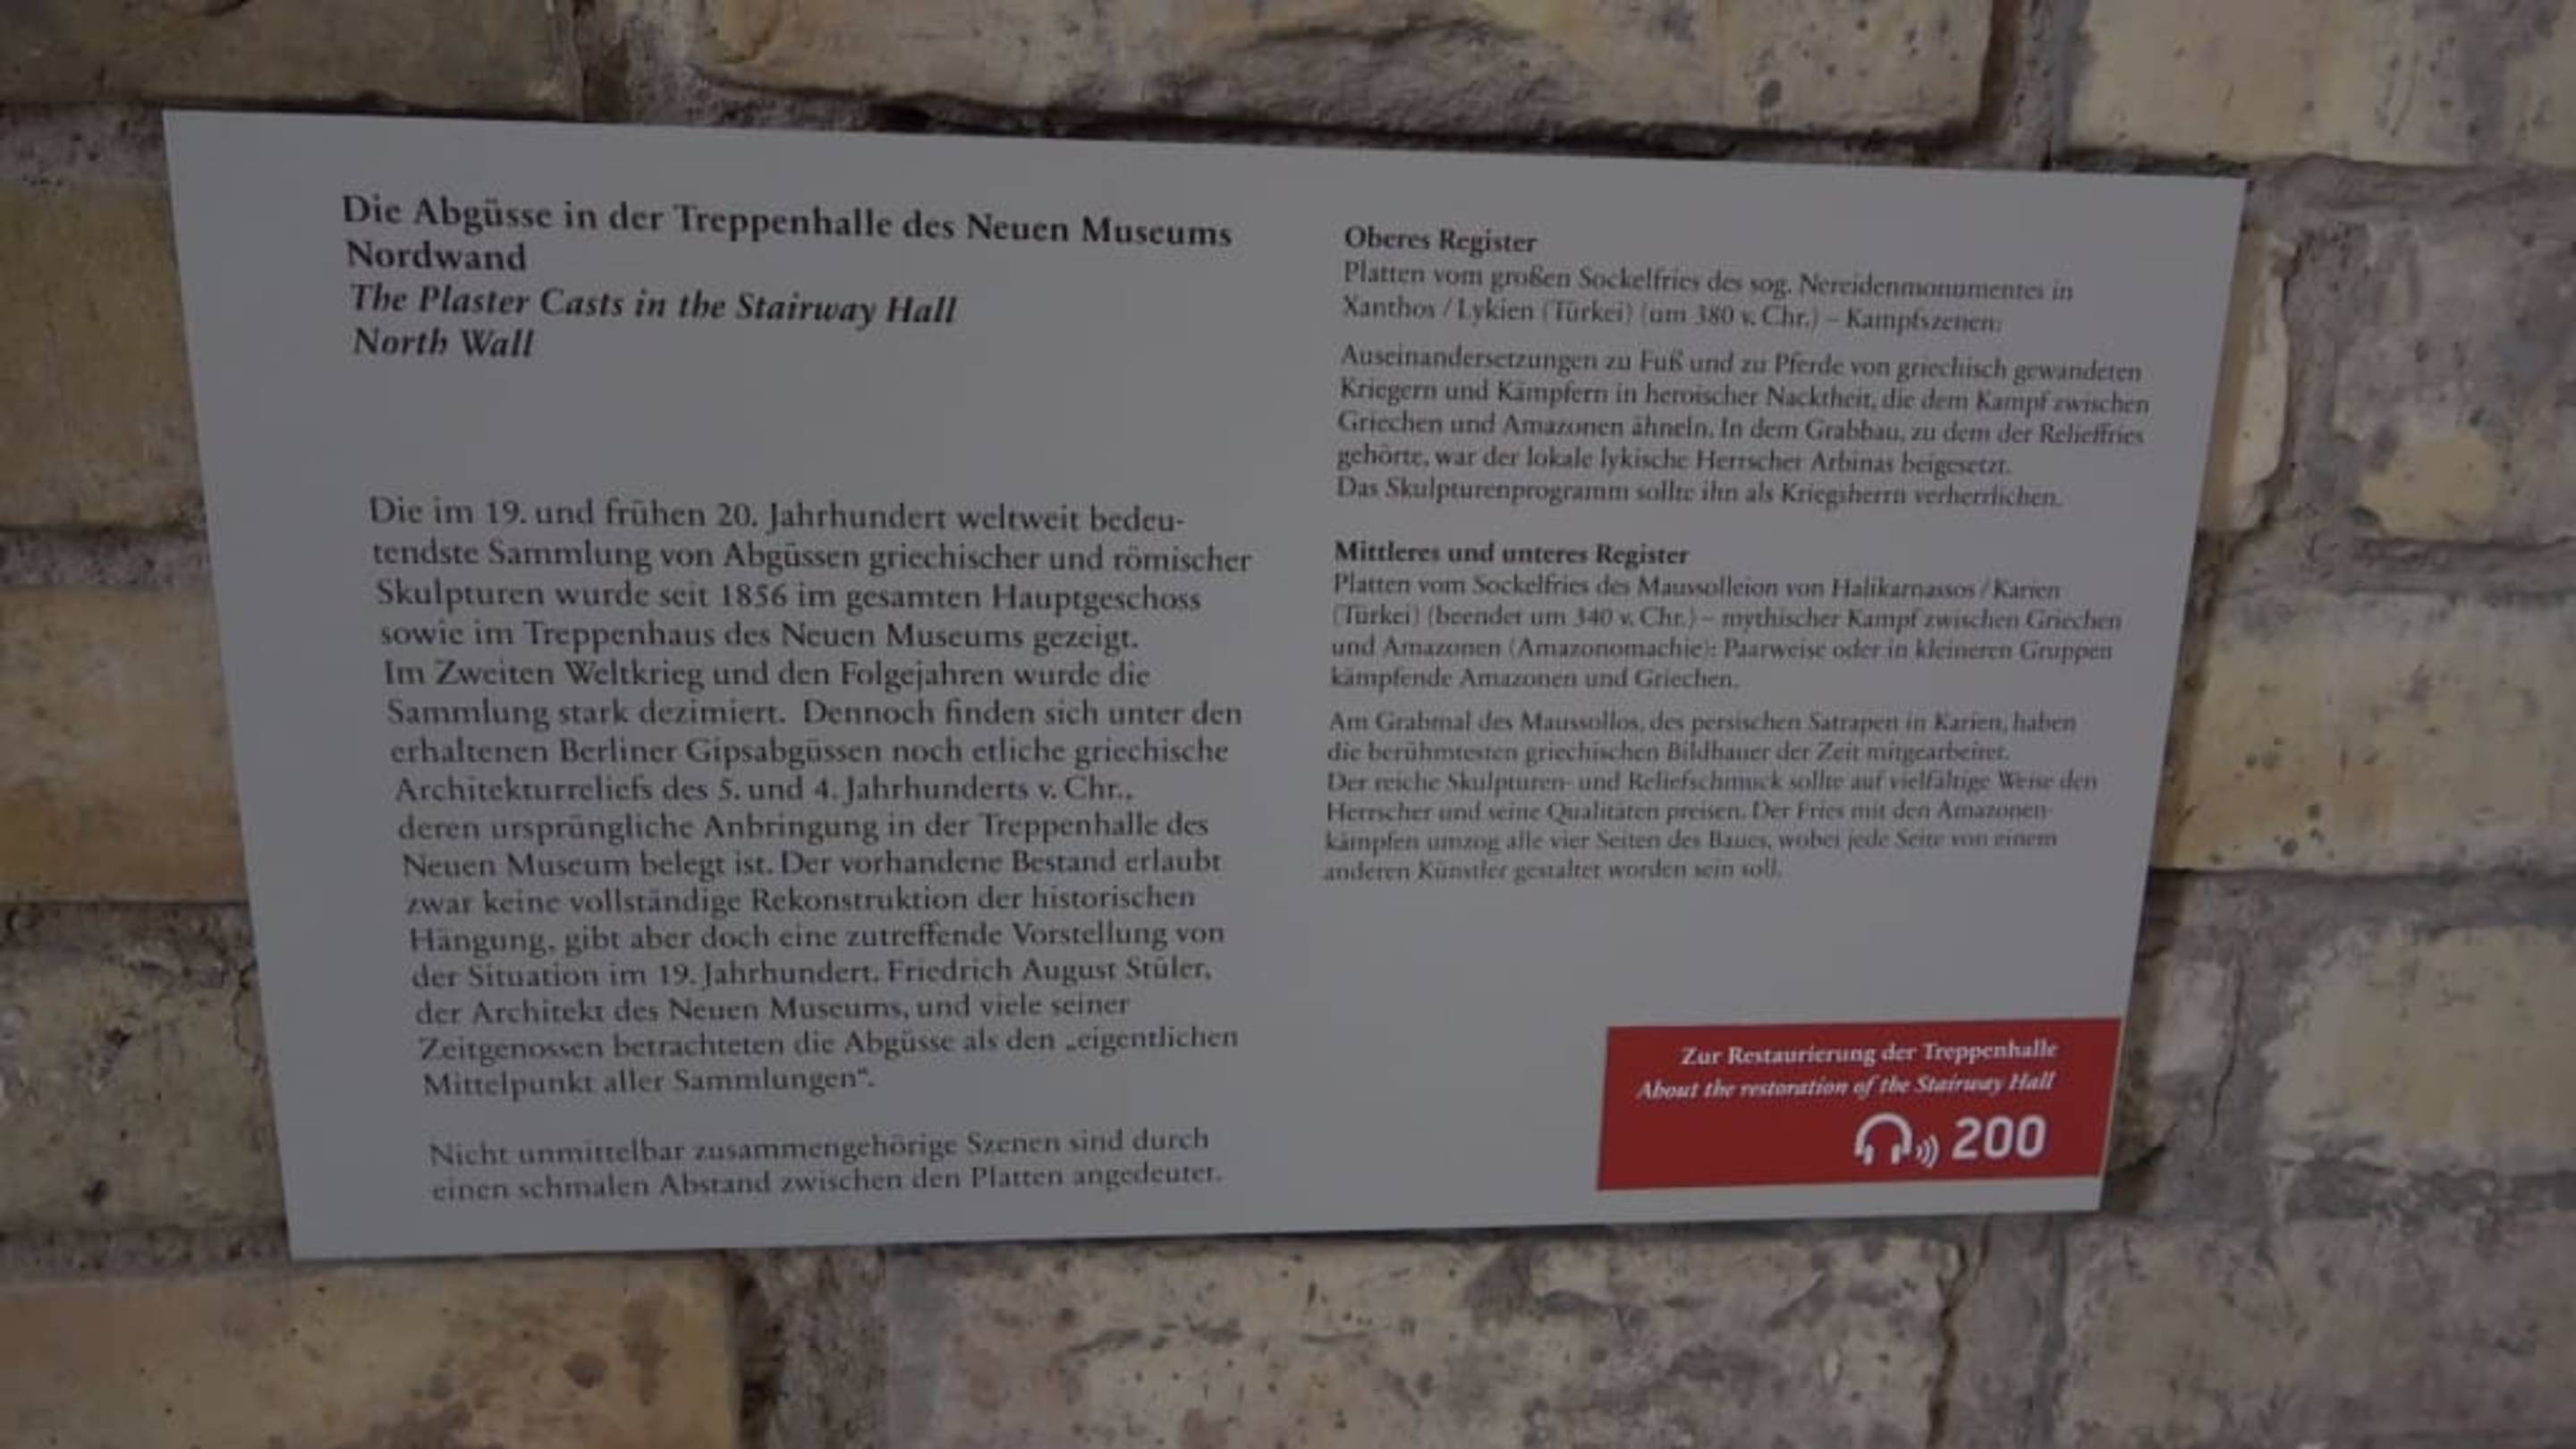 Die Abgüsse in der Treppenhalle des Neuen Museums
Nordwand
The Plaster Casts in the Stairway Hall
North Wall
Die im 19. und frühen 20. Jahrhundert weltweit bedeu-
tendste Sammlung von Abgüssen griechischer und römischer
Skulpturen wurde seit 1856 im gesamten Hauptgeschoss
sowie im Treppenhaus des Neuen Museums gezeigt.
Im Zweiten Weltkrieg und den Folgejahren wurde die
Sammlung stark dezimiert. Dennoch finden sich unter den
erhaltenen Berliner Gipsabgüssen noch etliche griechische
Architekturreliefs des 5. und 4. Jahrhunderts v. Chr.,
deren ursprüngliche Anbringung in der Treppenhalle des
Neuen Museum belegt ist. Der vorhandene Bestand erlaubt
zwar keine vollständige Rekonstruktion der historischen
Hängung, gibt aber doch eine zutreffende Vorstellung von
der Situation im 19. Jahrhundert. Friedrich August Stüler,
der Architekt des Neuen Museums, und viele seiner
Zeitgenossen betrachteten die Abgüsse als den „eigentlichen
Mittelpunkt aller Sammlungen“.
Nicht unmittelbar zusammengehörige Szenen sind durch
einen schmalen Abstand zwischen den Platten angedeutet.
Oberes Register
Platten vom großen Sockelfries des sog. Nereidenmonumentes in
Xanthos / Lykien (Türkei) (um 380 v. Chr.) – Kampfszenen:
Auseinandersetzungen zu Fuß und zu Pferde von griechisch gewandeten
Kriegern und Kämpfern in heroischer Nacktheit, die dem Kampf zwischen
Griechen und Amazonen ähneln. In dem Grabbau, zu dem der Relieffries
gehörte, war der lokale lykische Herrscher Arbinas beigesetzt.
Das Skulpturenprogramm sollte ihn als Kriegsherrn verherrlichen.
Mittleres und unteres Register
Platten vom Sockelfries des Maussolleion von Halikarnassos / Karien
(Türkei) (beendet um 340 v. Chr.) – mythischer Kampf zwischen Griechen
und Amazonen (Amazonomachie): Paarweise oder in kleineren Gruppen
kämpfende Amazonen und Griechen.
Am Grabmal des Maussollos, des persischen Satrapen in Karien, haben
die berühmtesten griechischen Bildhauer der Zeit mitgearbeitet.
Der reiche Skulpturen- und Reliefschmuck sollte auf vielfältige Weise den
Herrscher und seine Qualitäten preisen. Der Fries mit den Amazonen-
kämpfen umzog alle vier Seiten des Baues, wobei jede Seite von einem
anderen Künstler gestaltet worden sein soll.
Zur Restaurierung der Treppenhalle
About the restoration of the Stairway Hall
200